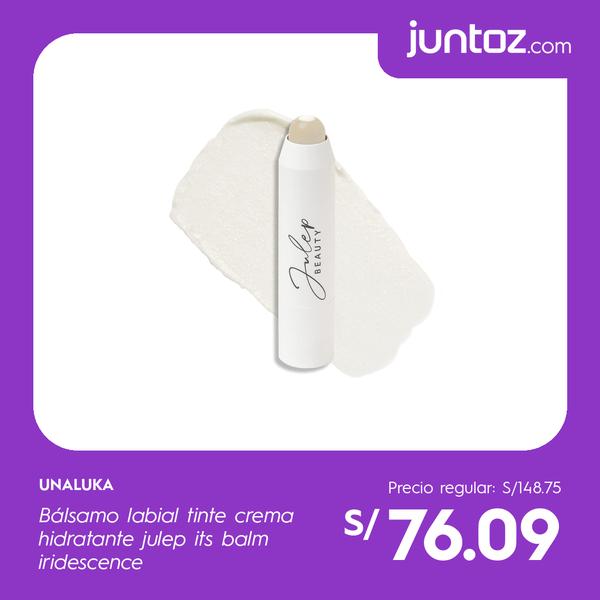 juntoz.com
Julep
BEAUTY
UNALUKA
Bálsamo labial tinte crema
hidratante julep its balm
iridescence
Precio regular: S/148.75
S/76.09